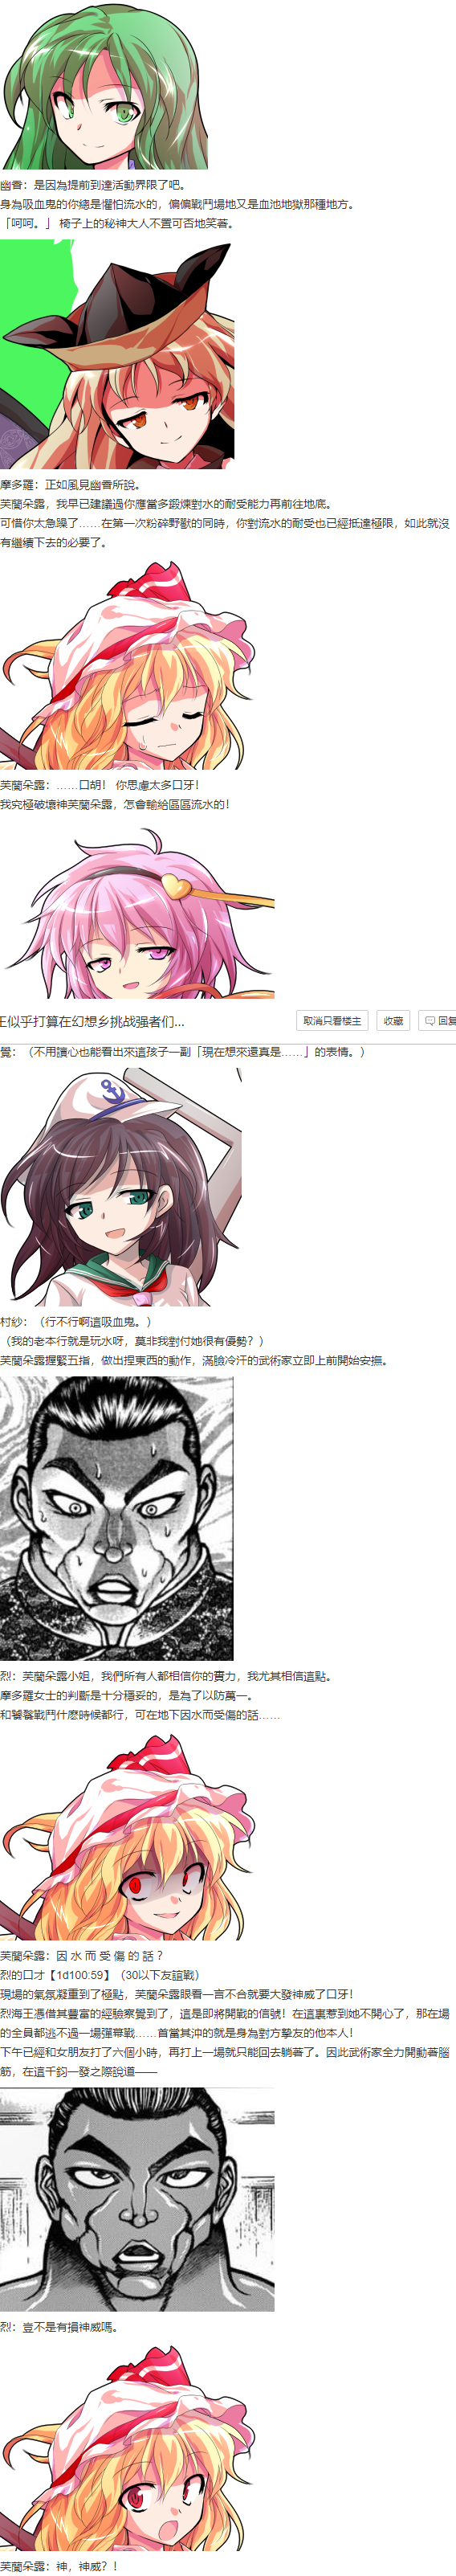 幽香：是因為提前到達活動界限了吧。
身為吸血鬼的你總是懼怕流水的，偏偏戰鬥場地又是血池地獄那種地方。
「呵呵。」 椅子上的秘神大人不置可否地笑著。
摩多羅：正如風見幽香所說。
芙蘭朵露，我早已建議過你應當多鍛煉對水的耐受能力再前往地底。
可惜你太急躁了……在第一次粉碎野獸的同時，你對流水的耐受也已經抵達極限，如此就沒
有繼續下去的必要了。
芙蘭朵露：……口胡！ 你思慮太多口牙！
我究極破壞神芙蘭朵露，怎會輸給區區流水的！
王似乎打算在幻想乡挑战强者们... 取消只看楼主 收藏 回复
覺：（不用讀心也能看出來這孩子一副「現在想來還真是……」的表情。）
村紗：（行不行啊這吸血鬼。）
（我的老本行就是玩水呀，莫非我對付她很有優勢？）
芙蘭朵露握緊五指，做出捏東西的動作，滿臉冷汗的武術家立即上前開始安撫。
烈：芙蘭朵露小姐，我們所有人都相信你的實力，我尤其相信這點。
摩多羅女士的判斷是十分穩妥的，是為了以防萬一。
和饕餮戰鬥什麼時候都行，可在地下因水而受傷的話……
芙蘭朵露：因 水 而 受 傷 的 話 ？
烈的口才【1d100:59】（30以下友誼戰）
現場的氣氛凝重到了極點，芙蘭朵露眼看一言不合就要大發神威了口牙！
烈海王憑借其豐富的經驗察覺到了，這是即將開戰的信號！在這裏惹到她不開心了，那在場
的全員都逃不過一場彈幕戰……首當其沖的就是身為對方摯友的他本人！
下午已經和女朋友打了六個小時，再打上一場就只能回去躺著了。因此武術家全力開動著腦
筋，在這千鈞一發之際說道——
烈：豈不是有損神威嗎。
芙蘭朵露：神，神威？！